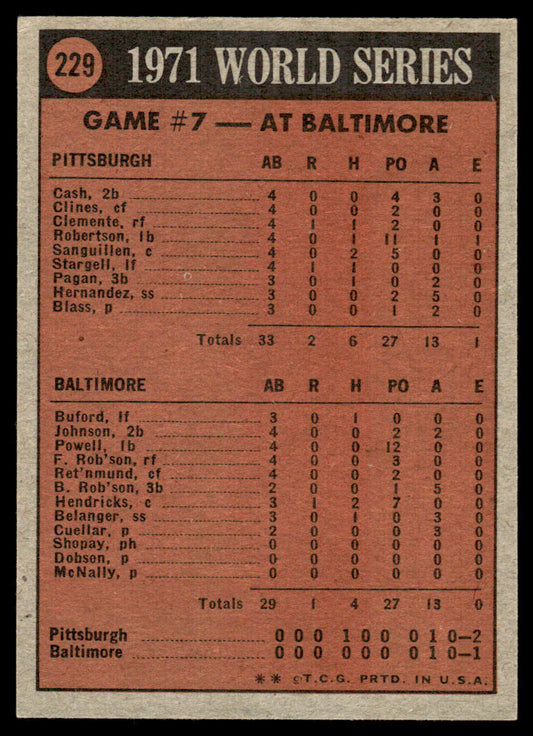 229 1971 WORLD SERIES
GAME #7 — AT BALTIMORE
PITTSBURGH AB R H PO A E
Cash, 2b 4 0 0 4 3 0
Clines, cf 4 0 0 2 0 0
Clemente, rf 4 1 1 2 0 0
Robertson, 1b 4 0 1 11 1 1
Sanguillen, c 4 0 2 5 0 0
Stargell, lf 4 1 1 0 0 0
Pagan, 3b 3 0 1 0 2 0
Hernandez, ss 3 0 0 2 5 0
Blass, p 3 0 0 1 2 0
Totals 33 2 6 27 13 1
BALTIMORE AB R H PO A E
Buford, lf 3 0 1 0 0 0
Johnson, 2b 4 0 0 2 2 0
Powell, 1b 4 0 0 12 0 0
F. Rob'son, rf 4 0 0 3 0 0
Ret'nmund, cf 4 0 0 2 0 0
B. Rob'son, 3b 2 0 0 1 5 0
Hendricks, c 3 1 2 7 0 0
Belanger, ss 3 0 1 0 3 0
Cuellar, p 2 0 0 0 3 0
Shopay, ph 0 0 0 0 0 0
Dobson, p 0 0 0 0 0 0
McNally, p 0 0 0 0 0 0
Totals 29 1 4 27 13 0
Pittsburgh 0 0 0 1 0 0 0 1 0—2
Baltimore 0 0 0 0 0 0 0 1 0—1
** ©T.C.G. PRTD. IN U.S.A.